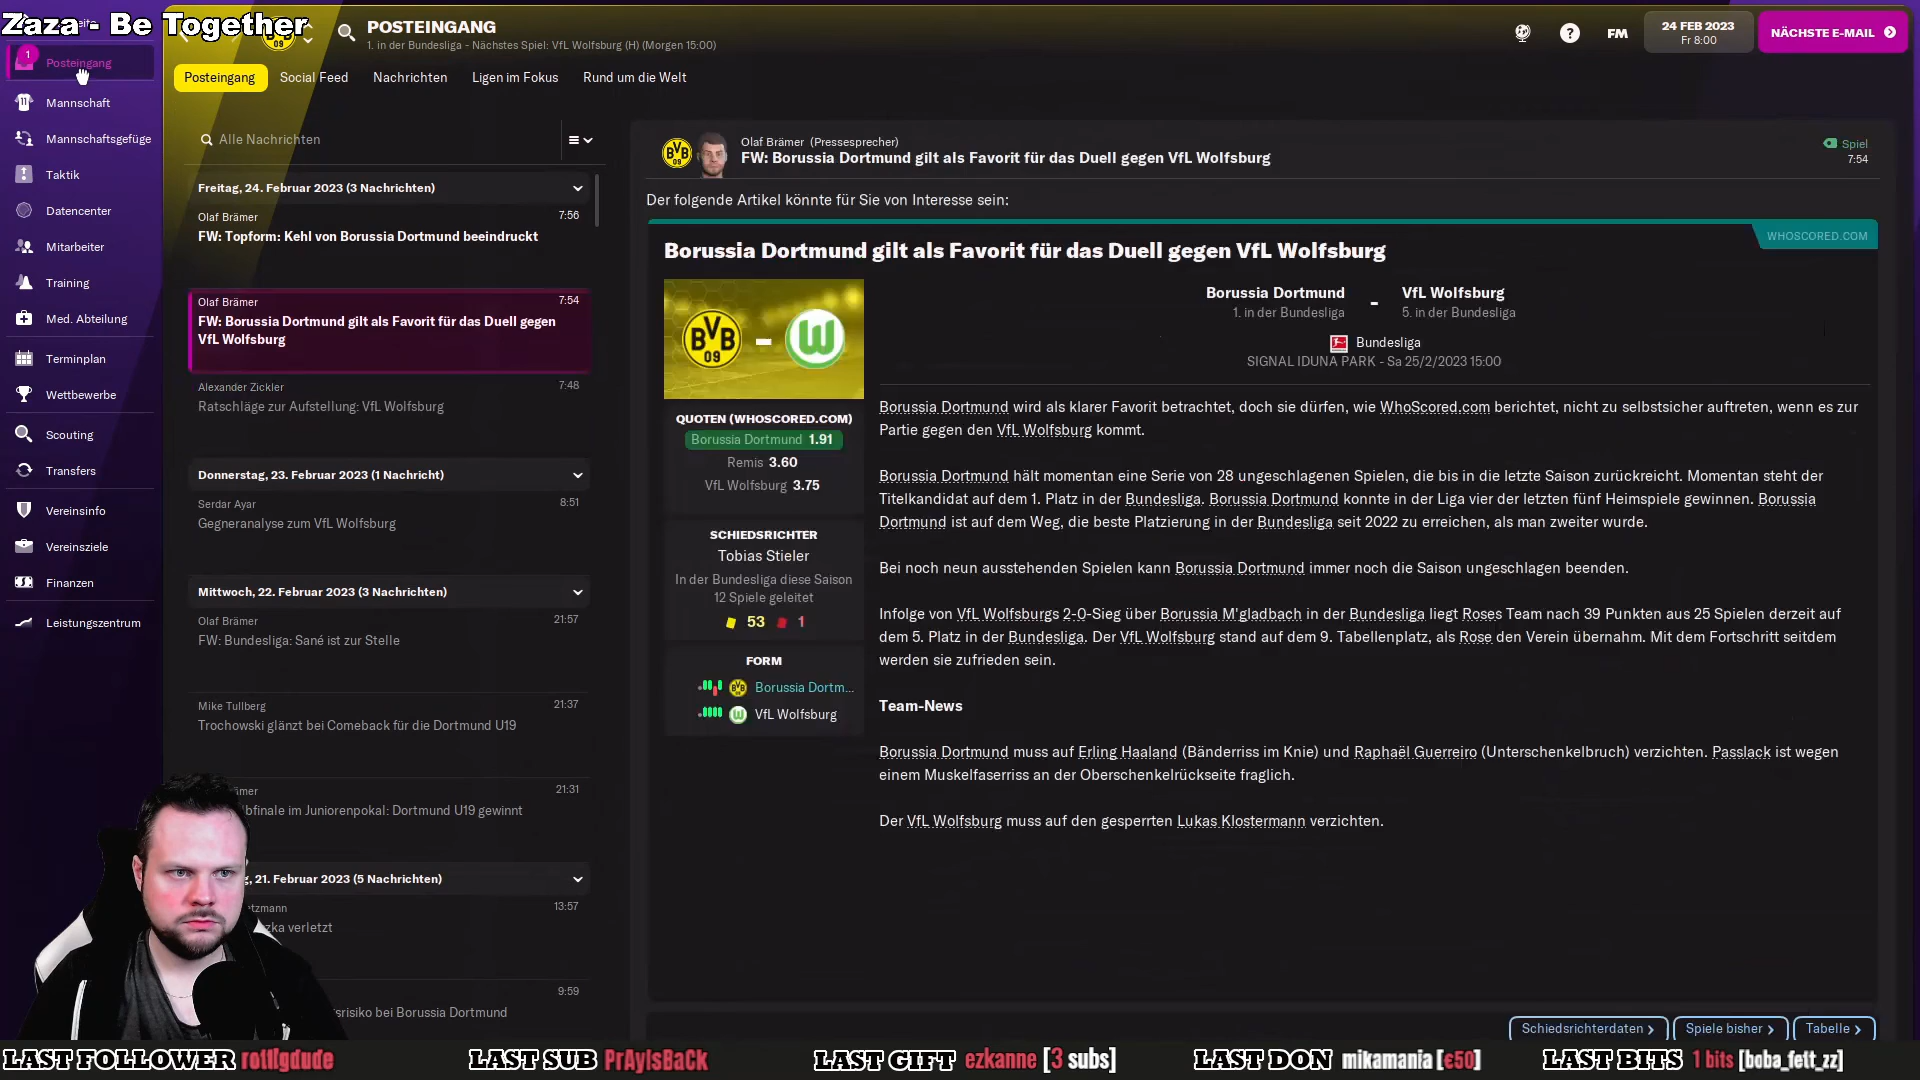 Zaza - Be Together
POSTEINGANG
1. in der Bundesliga - Nächstes Spiel: VfL Wolfsburg (H) (Morgen 15:00)
FM
24 FEB 2023
Fr 8:00
NÄCHSTE E-MAIL
1
Posteingang
Mannschaft
Mannschaftsgefüge
Taktik
Datencenter
Mitarbeiter
Training
Med. Abteilung
Terminplan
Wettbewerbe
Scouting
Transfers
Vereinsinfo
Vereinsziele
Finanzen
Leistungszentrum
Posteingang
Social Feed
Nachrichten
Ligen im Fokus
Rund um die Welt
Alle Nachrichten
Freitag, 24. Februar 2023 (3 Nachrichten)
Olaf Brämer 7:56
FW: Topform: Kehl von Borussia Dortmund beeindruckt
Olaf Brämer 7:54
FW: Borussia Dortmund gilt als Favorit für das Duell gegen
VfL Wolfsburg
Alexander Zickler 7:48
Ratschläge zur Aufstellung: VfL Wolfsburg
Donnerstag, 23. Februar 2023 (1 Nachricht)
Serdar Ayar 8:51
Gegneranalyse zum VfL Wolfsburg
Mittwoch, 22. Februar 2023 (3 Nachrichten)
Olaf Brämer 21:57
FW: Bundesliga: Sané ist zur Stelle
Mike Tullberg 21:37
Trochowski glänzt bei Comeback für die Dortmund U19
21:31
im Juniorenpokal: Dortmund U19 gewinnt
21. Februar 2023 (5 Nachrichten)
13:57
verletzt
9:59
bei Borussia Dortmund
Olaf Brämer (Pressesprecher)
FW: Borussia Dortmund gilt als Favorit für das Duell gegen VfL Wolfsburg
Spiel
7:54
Der folgende Artikel könnte für Sie von Interesse sein:
WHOSCORED.COM
Borussia Dortmund gilt als Favorit für das Duell gegen VfL Wolfsburg
BVB 09 - W
Borussia Dortmund - VfL Wolfsburg
1. in der Bundesliga 5. in der Bundesliga
Bundesliga
SIGNAL IDUNA PARK - Sa 25/2/2023 15:00
QUOTEN (WHOSCORED.COM)
Borussia Dortmund 1.91
Remis 3.60
VfL Wolfsburg 3.75
SCHIEDSRICHTER
Tobias Stieler
In der Bundesliga diese Saison
12 Spiele geleitet
53 1
FORM
Borussia Dortm...
VfL Wolfsburg
Borussia Dortmund wird als klarer Favorit betrachtet, doch sie dürfen, wie WhoScored.com berichtet, nicht zu selbstsicher auftreten, wenn es zur
Partie gegen den VfL Wolfsburg kommt.
Borussia Dortmund hält momentan eine Serie von 28 ungeschlagenen Spielen, die bis in die letzte Saison zurückreicht. Momentan steht der
Titelkandidat auf dem 1. Platz in der Bundesliga. Borussia Dortmund konnte in der Liga vier der letzten fünf Heimspiele gewinnen. Borussia
Dortmund ist auf dem Weg, die beste Platzierung in der Bundesliga seit 2022 zu erreichen, als man zweiter wurde.
Bei noch neun ausstehenden Spielen kann Borussia Dortmund immer noch die Saison ungeschlagen beenden.
Infolge von VfL Wolfsburgs 2-0-Sieg über Borussia M'gladbach in der Bundesliga liegt Roses Team nach 39 Punkten aus 25 Spielen derzeit auf
dem 5. Platz in der Bundesliga. Der VfL Wolfsburg stand auf dem 9. Tabellenplatz, als Rose den Verein übernahm. Mit dem Fortschritt seitdem
werden sie zufrieden sein.
Team-News
Borussia Dortmund muss auf Erling Haaland (Bänderriss im Knie) und Raphaël Guerreiro (Unterschenkelbruch) verzichten. Passlack ist wegen
einem Muskelfaserriss an der Oberschenkelrückseite fraglich.
Der VfL Wolfsburg muss auf den gesperrten Lukas Klostermann verzichten.
Schiedsrichterdaten
Spiele bisher
Tabelle
LAST FOLLOWER rottlgdude
LAST SUB PrAyIsBaCk
LAST GIFT ezkanne [3 subs]
LAST DON mikamania [€50]
LAST BITS 1 bits [boba_fett_zz]